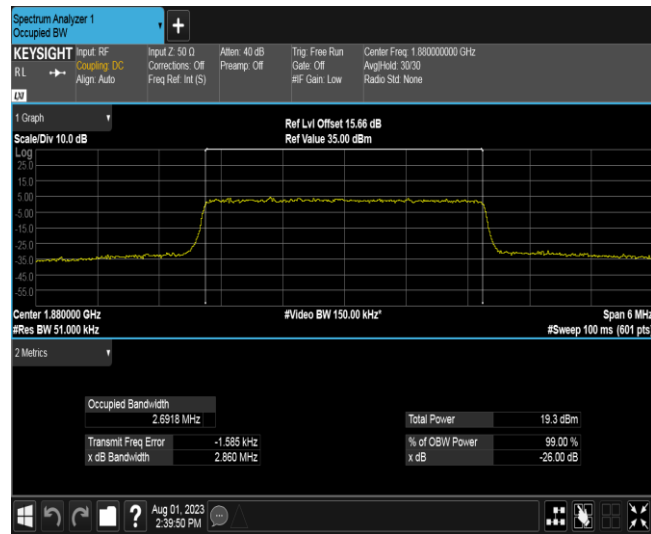 Spectrum Analyzer 1
Occupied BW
KEYSIGHT
RL
LXI
Input: RF
Coupling: DC
Align: Auto
Input Z: 50 Ω
Corrections: Off
Freq Ref: Int (S)
Atten: 40 dB
Preamp: Off
Trig: Free Run
Gate: Off
#IF Gain: Low
Center Freq: 1.880000000 GHz
Avg|Hold: 30/30
Radio Std: None
1 Graph
Scale/Div 10.0 dB
Ref Lvl Offset 15.66 dB
Ref Value 35.00 dBm
Log
25.0
15.0
5.00
-5.00
-15.0
-25.0
-35.0
-45.0
-55.0
Center 1.880000 GHz
#Res BW 51.000 kHz
#Video BW 150.00 kHz*
Span 6 MHz
#Sweep 100 ms (601 pts)
2 Metrics
Occupied Bandwidth
2.6918 MHz
Transmit Freq Error -1.585 kHz
x dB Bandwidth 2.860 MHz
Total Power 19.3 dBm
% of OBW Power 99.00 %
x dB -26.00 dB
?
Aug 01, 2023
2:39:50 PM